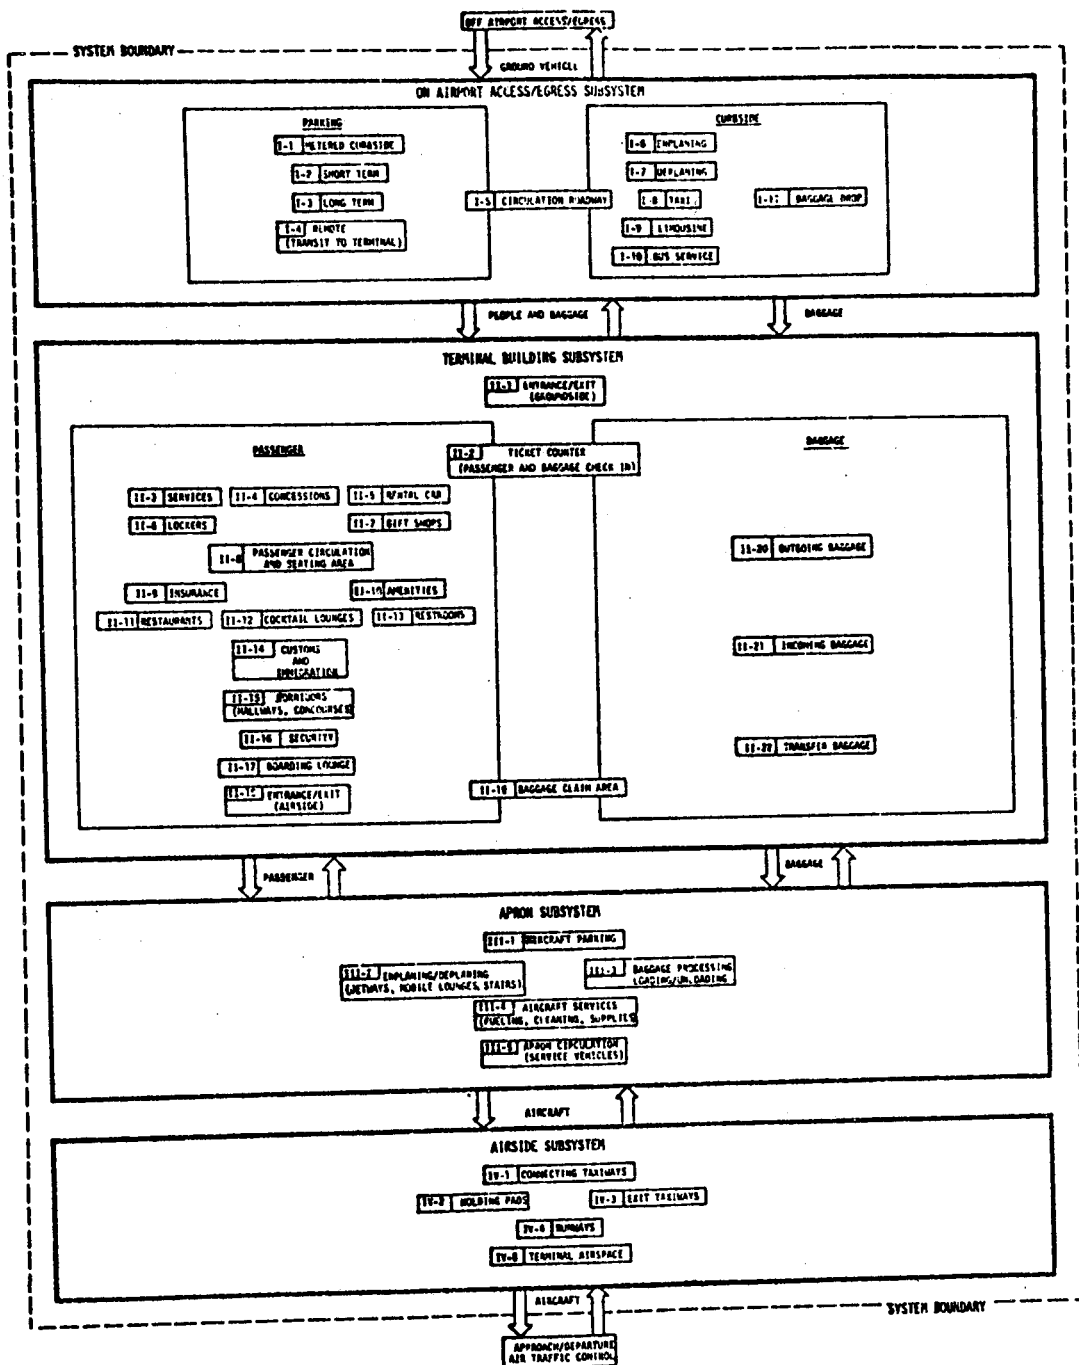 OFF AIRPORT ACCESS/EGRESS
SYSTEM BOUNDARY
GROUND VEHICLE
ON AIRPORT ACCESS/EGRESS SUBSYSTEM
PARKING
I-1 METERED CURBSIDE
I-2 SHORT TERM
I-3 LONG TERM
I-4 REMOTE
(TRANSIT TO TERMINAL)
I-5 CIRCULATION ROADWAY
CURBSIDE
I-6 ENPLANING
I-7 DEPLANING
I-8 TAXI
I-9 LIMOUSINE
I-10 BUS SERVICE
I-11 BAGGAGE DROP
PEOPLE AND BAGGAGE
BAGGAGE
TERMINAL BUILDING SUBSYSTEM
II-1 ENTRANCE/EXIT
(GROUNDSIDE)
PASSENGER
II-2 TICKET COUNTER
(PASSENGER AND BAGGAGE CHECK IN)
BAGGAGE
II-3 SERVICES
II-4 CONCESSIONS
II-5 RENTAL CAR
II-6 LOCKERS
II-7 GIFT SHOPS
II-8 PASSENGER CIRCULATION
AND SEATING AREA
II-9 INSURANCE
II-10 AMENITIES
II-11 RESTAURANTS
II-12 COCKTAIL LOUNGES
II-13 RESTROOMS
II-14 CUSTOMS
AND
IMMIGRATION
II-15 CORRIDORS
(HALLWAYS, CONCOURSES)
II-16 SECURITY
II-17 BOARDING LOUNGE
ENTRANCE/EXIT
(AIRSIDE)
II-19 BAGGAGE CLAIM AREA
II-20 OUTGOING BAGGAGE
II-21 INCOMING BAGGAGE
II-22 TRANSFER BAGGAGE
PASSENGER
BAGGAGE
APRON SUBSYSTEM
III-1 AIRCRAFT PARKING
III-2 ENPLANING/DEPLANING
(JETWAYS, MOBILE LOUNGES, STAIRS)
III-3 BAGGAGE PROCESSING
LOADING/UNLOADING
III-4 AIRCRAFT SERVICES
(FUELING, CLEANING, SUPPLIES)
III-5 APRON CIRCULATION
(SERVICE VEHICLES)
AIRCRAFT
AIRSIDE SUBSYSTEM
IV-1 CONNECTING TAXIWAYS
IV-2 HOLDING PADS
IV-3 EXIT TAXIWAYS
IV-4 RUNWAYS
TERMINAL AIRSPACE
AIRCRAFT
SYSTEM BOUNDARY
APPROACH/DEPARTURE
AIR TRAFFIC CONTROL